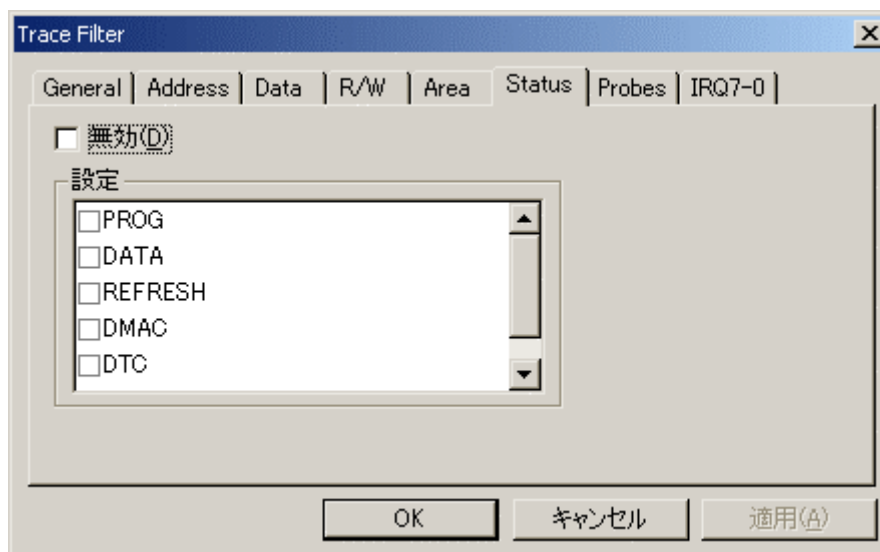 Trace Filter
General Address Data R/W Area Status Probes IRQ7-0
無効(D)
設定
PROG
DATA
REFRESH
DMAC
DTC
OK キャンセル 適用(A)